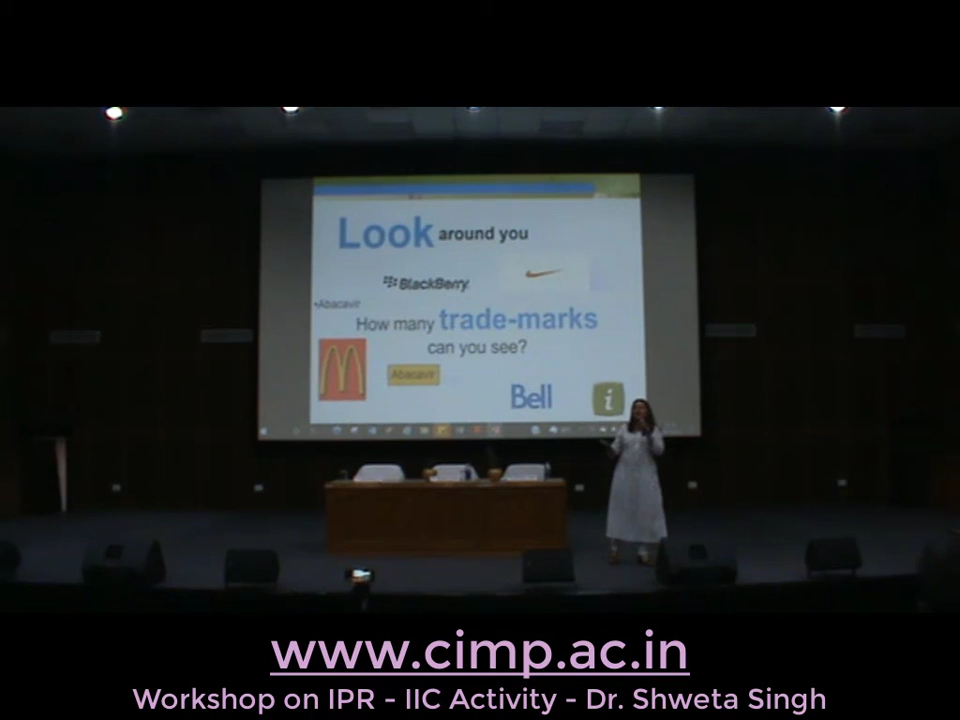 Look around you
BlackBerry
•Abacavir
How many trade-marks
can you see?
Abacavir
Bell
i
www.cimp.ac.in
Workshop on IPR - IIC Activity - Dr. Shweta Singh